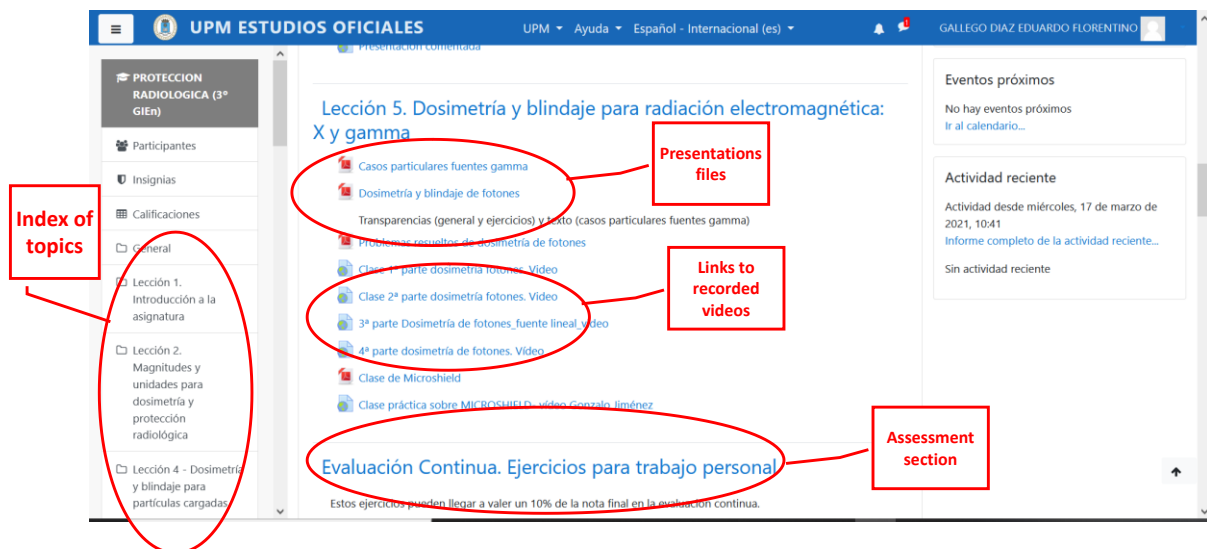 UPM ESTUDIOS OFICIALES
UPM
Ayuda
Español - Internacional (es)
GALLEGO DIAZ EDUARDO FLORENTINO
PROTECCION
RADIOLOGICA (3º
GIEn)
Participantes
Insignias
Calificaciones
General
Lección 1.
Introducción a la
asignatura
Lección 2.
Magnitudes y
unidades para
dosimetría y
protección
radiológica
Lección 4 - Dosimetría
y blindaje para
partículas cargadas
Index of
topics
Presentación comentada
Lección 5. Dosimetría y blindaje para radiación electromagnética:
X y gamma
Casos particulares fuentes gamma
Dosimetría y blindaje de fotones
Transparencias (general y ejercicios) y texto (casos particulares fuentes gamma)
Problemas resueltos de dosimetría de fotones
Clase 1ª parte dosimetría fotones. Video
Clase 2ª parte dosimetría fotones. Video
3ª parte Dosimetría de fotones_fuente lineal_video
4ª parte dosimetría de fotones. Vídeo
Clase de Microshield
Clase práctica sobre MICROSHIELD- vídeo Gonzalo Jiménez
Presentations
files
Links to
recorded
videos
Evaluación Continua. Ejercicios para trabajo personal
Estos ejercicios pueden llegar a valer un 10% de la nota final en la evaluación continua.
Assessment
section
Eventos próximos
No hay eventos próximos
Ir al calendario...
Actividad reciente
Actividad desde miércoles, 17 de marzo de
2021, 10:41
Informe completo de la actividad reciente...
Sin actividad reciente